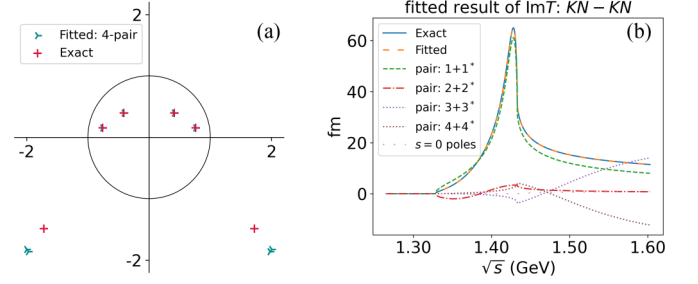 fitted result of ImT: KN − KN
2
(a)
Fitted: 4-pair
Exact
-2
2
-2
(b)
60
40
20
0
fm
Exact
Fitted
pair: 1+1*
pair: 2+2*
pair: 3+3*
pair: 4+4*
s = 0 poles
1.30
1.40
1.50
1.60
√s (GeV)